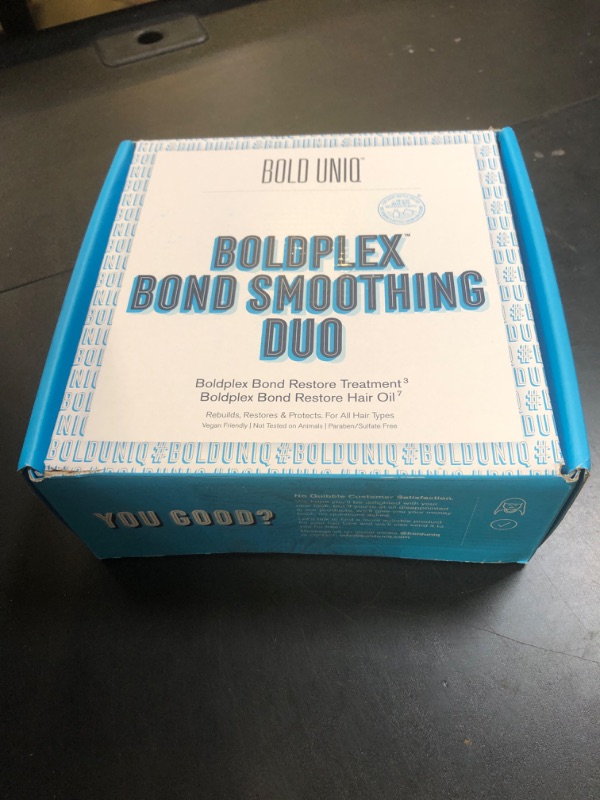 BOLD UNIQ™
BOLDPLEX™
BOND SMOOTHING
DUO
Boldplex Bond Restore Treatment³
Boldplex Bond Restore Hair Oil⁷
Rebuilds, Restores & Protects. For All Hair Types
Vegan Friendly | Not Tested on Animals | Paraben/Sulfate Free
BOLDUNIQ #BOLDUNIQ #BOLDUNIQ #BOLDUNIQ #
YOU GOOD?
No Quibble Customer Satisfaction.